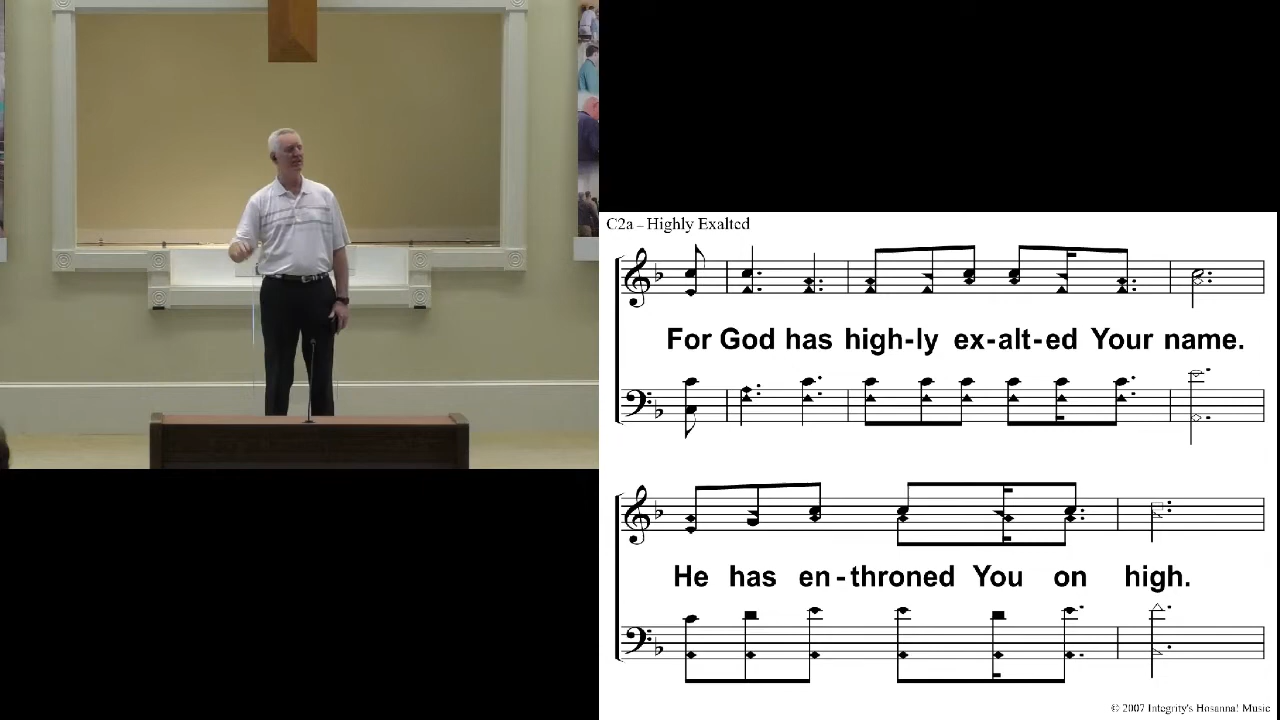 C2a – Highly Exalted
For God has high-ly ex-alt-ed Your name.
He has en-throned You on high.
© 2007 Integrity's Hosanna! Music